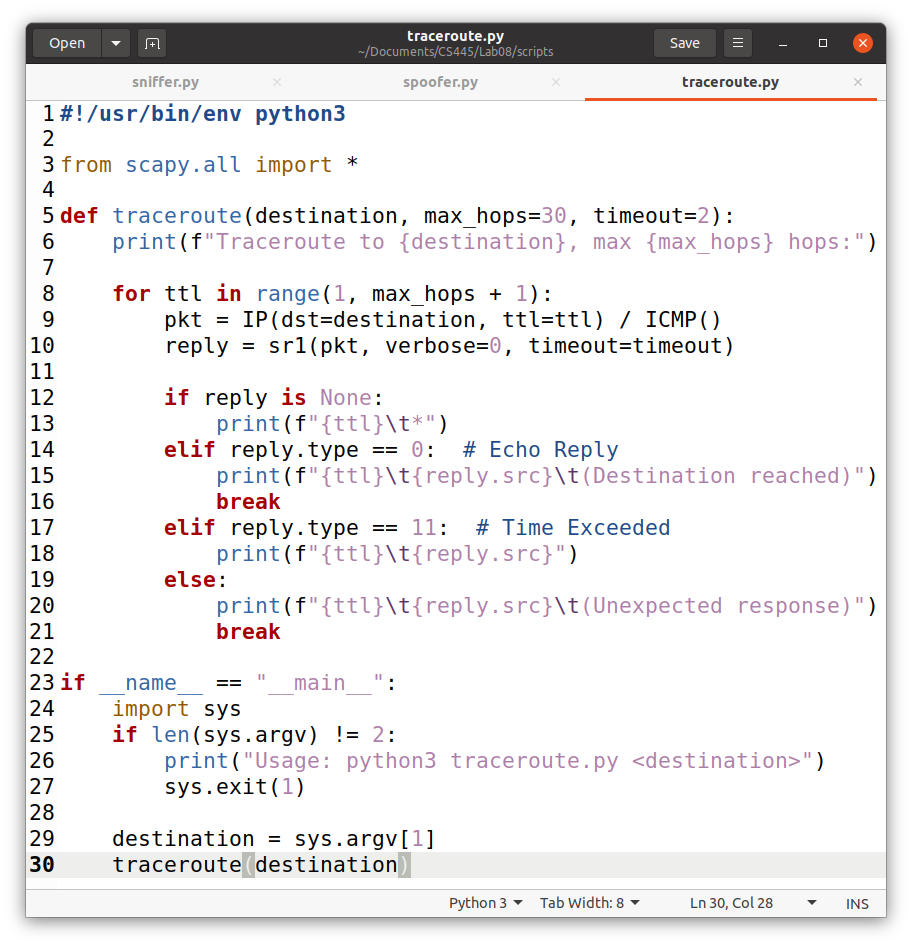 Open
traceroute.py
~/Documents/CS445/Lab08/scripts
Save
sniffer.py
spoofer.py
traceroute.py
1 #!/usr/bin/env python3
2
3 from scapy.all import *
4
5 def traceroute(destination, max_hops=30, timeout=2):
6     print(f"Traceroute to {destination}, max {max_hops} hops:")
7
8     for ttl in range(1, max_hops + 1):
9         pkt = IP(dst=destination, ttl=ttl) / ICMP()
10         reply = sr1(pkt, verbose=0, timeout=timeout)
11
12         if reply is None:
13             print(f"{ttl}\t*")
14         elif reply.type == 0:  # Echo Reply
15             print(f"{ttl}\t{reply.src}\t(Destination reached)")
16             break
17         elif reply.type == 11:  # Time Exceeded
18             print(f"{ttl}\t{reply.src}")
19         else:
20             print(f"{ttl}\t{reply.src}\t(Unexpected response)")
21             break
22
23 if __name__ == "__main__":
24     import sys
25     if len(sys.argv) != 2:
26         print("Usage: python3 traceroute.py <destination>")
27         sys.exit(1)
28
29     destination = sys.argv[1]
30     traceroute(destination)
Python 3
Tab Width: 8
Ln 30, Col 28
INS